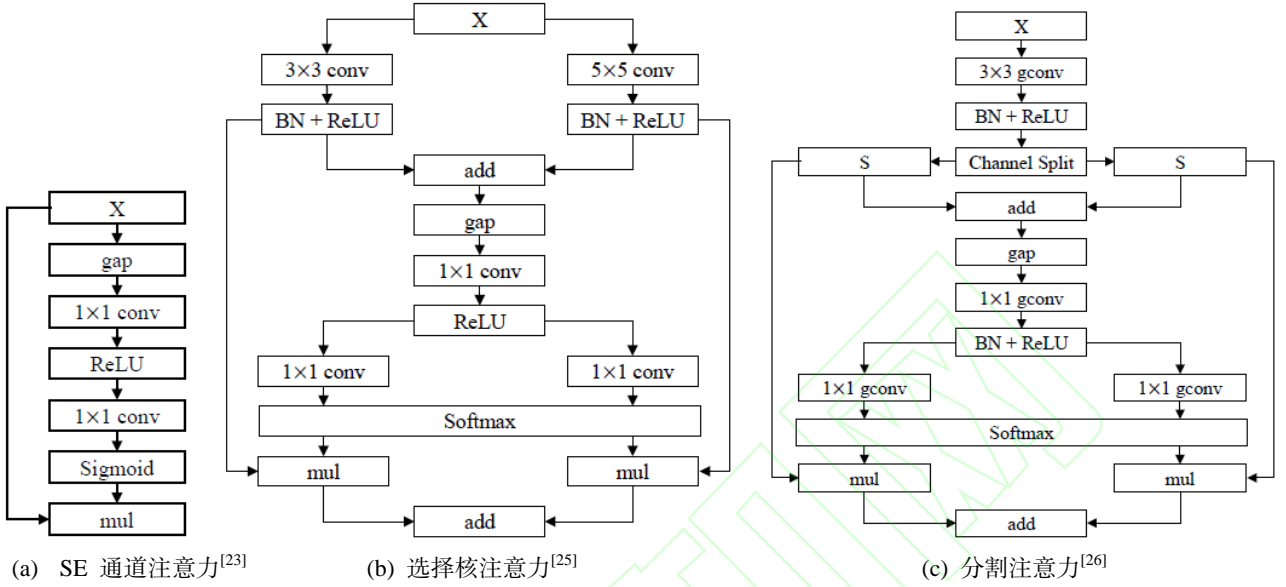 X
gap
1×1 conv
ReLU
1×1 conv
Sigmoid
mul
(a) SE 通道注意力[23]
X
3×3 conv
5×5 conv
BN + ReLU
BN + ReLU
add
gap
1×1 conv
ReLU
1×1 conv
1×1 conv
Softmax
mul
mul
add
(b) 选择核注意力[25]
X
3×3 gconv
BN + ReLU
S
Channel Split
S
add
gap
1×1 gconv
BN + ReLU
1×1 gconv
1×1 gconv
Softmax
mul
mul
add
(c) 分割注意力[26]